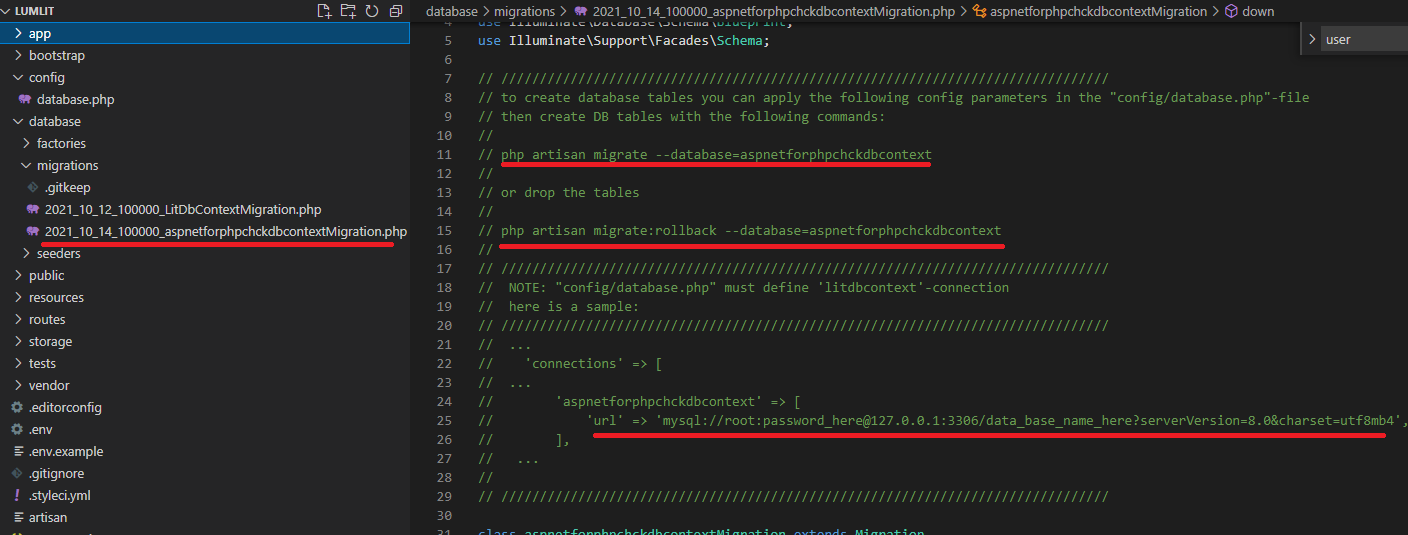 LUMLIT
app
bootstrap
config
database.php
database
factories
migrations
.gitkeep
2021_10_12_100000_LitDbContextMigration.php
2021_10_14_100000_aspnetforphpchckdbcontextMigration.php
seeders
public
resources
routes
storage
tests
vendor
.editorconfig
.env
.env.example
.gitignore
.styleci.yml
artisan
database > migrations > 2021_10_14_100000_aspnetforphpchckdbcontextMigration.php > aspnetforphpchckdbcontextMigration > down
user
4 use Illuminate\Database\Schema\Blueprint;
5 use Illuminate\Support\Facades\Schema;
6
7 // ///////////////////////////////////////////////////////////////////////////////
8 // to create database tables you can apply the following config parameters in the "config/database.php"-file
9 // then create DB tables with the following commands:
10 //
11 // php artisan migrate --database=aspnetforphpchckdbcontext
12 //
13 // or drop the tables
14 //
15 // php artisan migrate:rollback --database=aspnetforphpchckdbcontext
16 //
17 // ///////////////////////////////////////////////////////////////////////////////
18 //  NOTE: "config/database.php" must define 'litdbcontext'-connection
19 //  here is a sample:
20 // ///////////////////////////////////////////////////////////////////////////////
21 //  ...
22 //    'connections' => [
23 //  ...
24 //        'aspnetforphpchckdbcontext' => [
25 //            'url' => 'mysql://root:password_here@127.0.0.1:3306/data_base_name_here?serverVersion=8.0&charset=utf8mb4',
26 //        ],
27 //   ...
28 //
29 // ///////////////////////////////////////////////////////////////////////////////
30
31 class aspnetforphpchckdbcontextMigration extends Migration